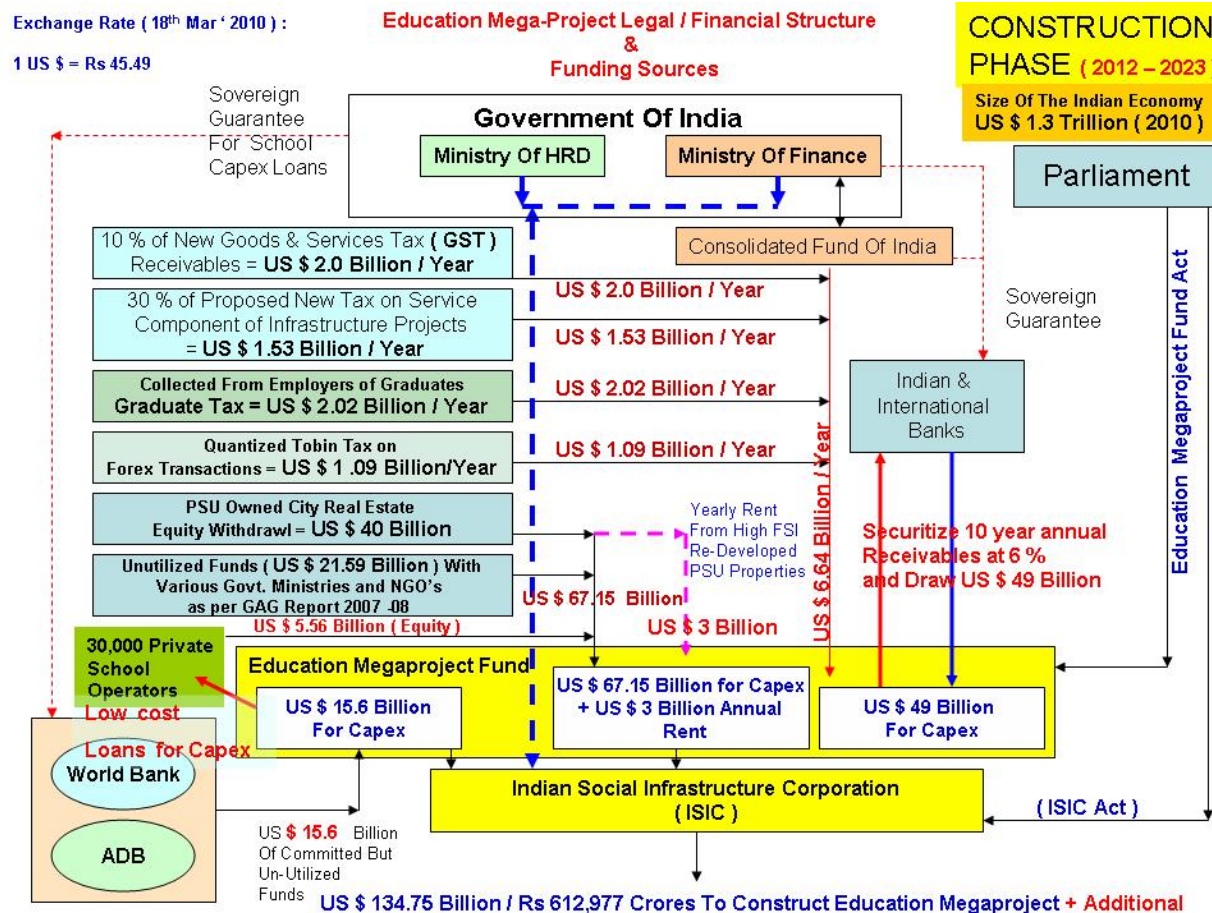 Exchange Rate ( 18th Mar ‘ 2010 ) :
1 US $ = Rs 45.49
Education Mega-Project Legal / Financial Structure
&
Funding Sources
CONSTRUCTION
PHASE ( 2012 – 2023 )
Size Of The Indian Economy
US $ 1.3 Trillion ( 2010 )
Sovereign
Guarantee
For School
Capex Loans
Government Of India
Ministry Of HRD
Ministry Of Finance
Parliament
Consolidated Fund Of India
10 % of New Goods & Services Tax ( GST )
Receivables = US $ 2.0 Billion / Year
US $ 2.0 Billion / Year
30 % of Proposed New Tax on Service
Component of Infrastructure Projects
= US $ 1.53 Billion / Year
US $ 1.53 Billion / Year
Collected From Employers of Graduates
Graduate Tax = US $ 2.02 Billion / Year
US $ 2.02 Billion / Year
Quantized Tobin Tax on
Forex Transactions = US $ 1 .09 Billion/Year
US $ 1.09 Billion / Year
PSU Owned City Real Estate
Equity Withdrawl = US $ 40 Billion
Unutilized Funds ( US $ 21.59 Billion ) With
Various Govt. Ministries and NGO's
as per GAG Report 2007 -08
US $ 5.56 Billion ( Equity )
US $ 67.15 Billion
Yearly Rent
From High FSI
Re-Developed
PSU Properties
US $ 3 Billion
US $ 6.64 Billion / Year
Sovereign
Guarantee
Indian &
International
Banks
Securitize 10 year annual
Receivables at 6 %
and Draw US $ 49 Billion
Education Megaproject Fund Act
30,000 Private
School
Operators
Low cost
Loans for Capex
Education Megaproject Fund
US $ 15.6 Billion
For Capex
US $ 67.15 Billion for Capex
+ US $ 3 Billion Annual
Rent
US $ 49 Billion
For Capex
World Bank
ADB
US $ 15.6 Billion
Of Committed But
Un-Utilized
Funds
Indian Social Infrastructure Corporation
( ISIC )
( ISIC Act )
US $ 134.75 Billion / Rs 612,977 Crores To Construct Education Megaproject + Additional